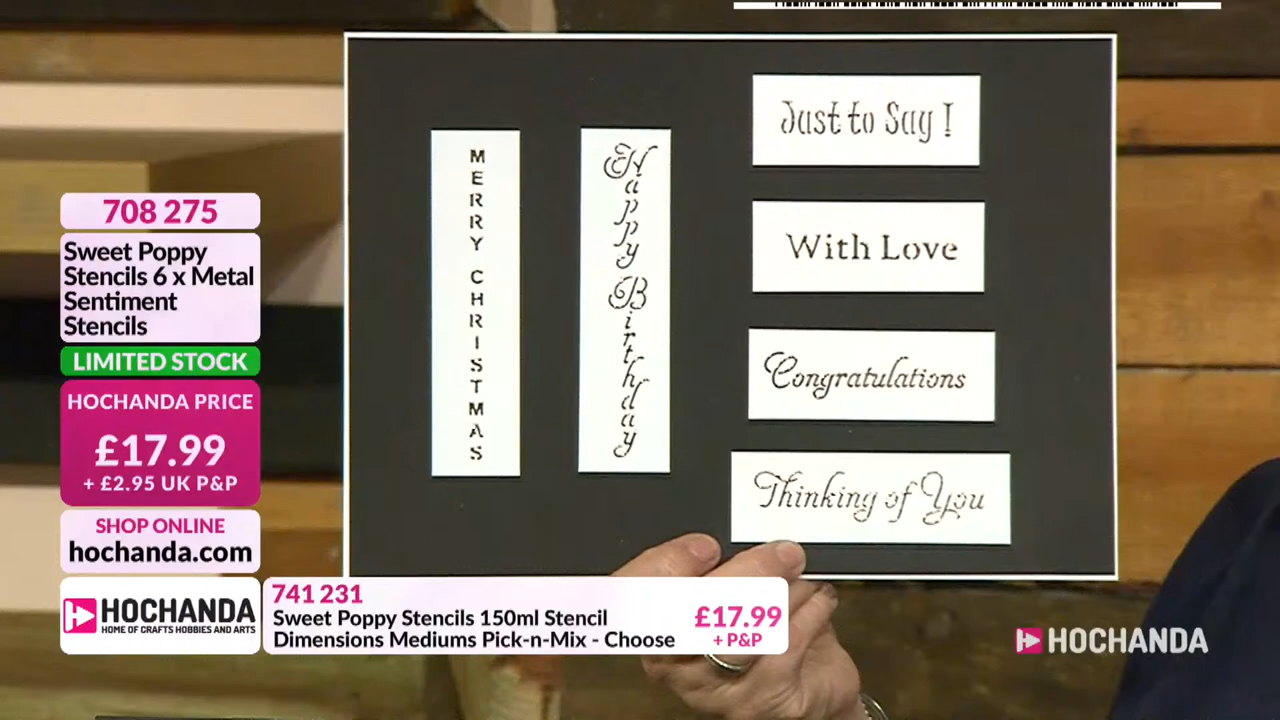 708 275
Sweet Poppy
Stencils 6 x Metal
Sentiment
Stencils
LIMITED STOCK
HOCHANDA PRICE
£17.99
+ £2.95 UK P&P
SHOP ONLINE
hochanda.com
HOCHANDA
HOME OF CRAFTS HOBBIES AND ARTS
741 231
Sweet Poppy Stencils 150ml Stencil
Dimensions Mediums Pick-n-Mix - Choose
£17.99
+ P&P
MERRY CHRISTMAS
Happy Birthday
Just to Say !
With Love
Congratulations
Thinking of You
HOCHANDA